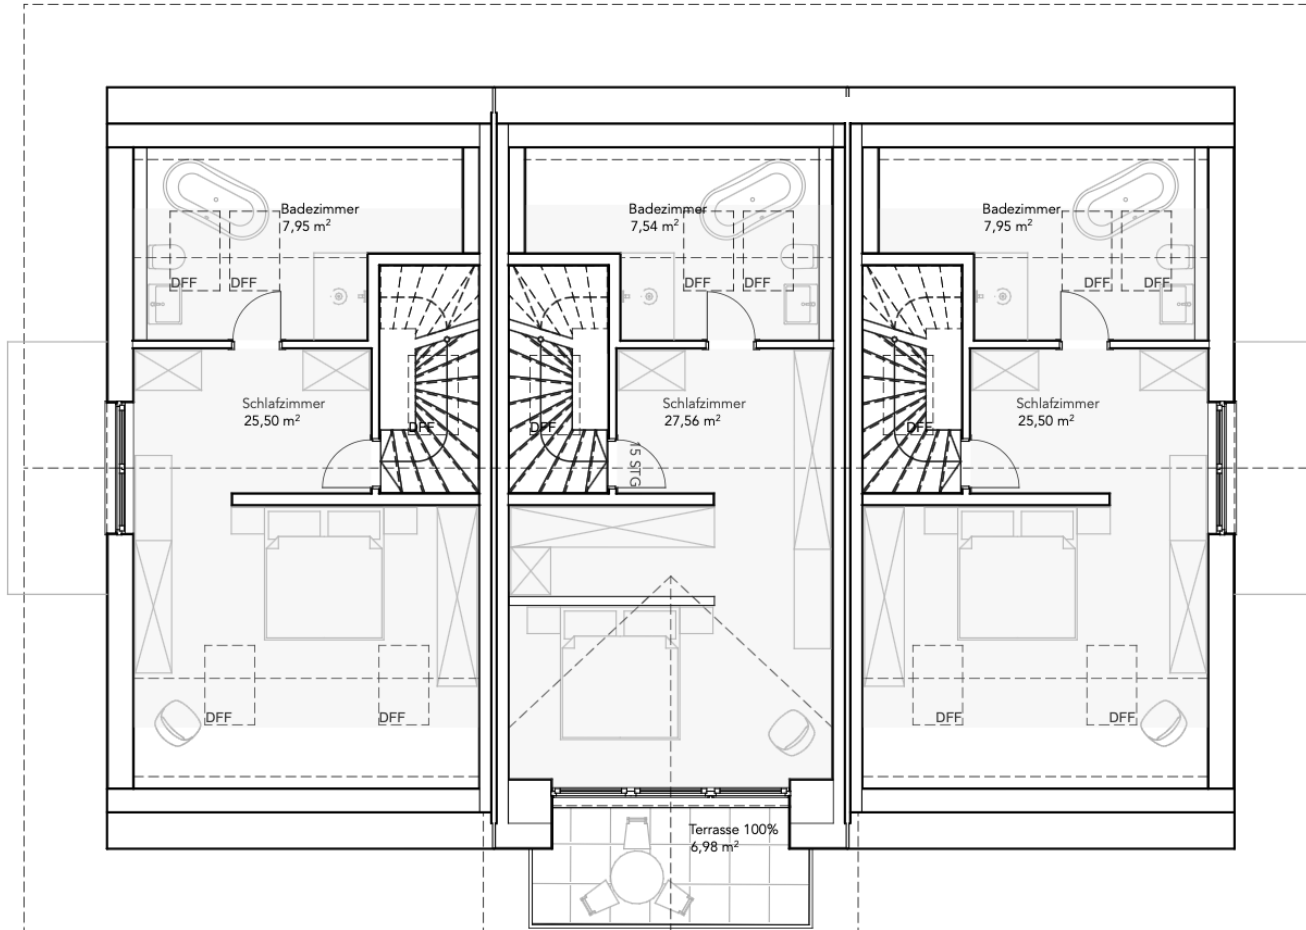 Badezimmer
7,95 m²
DFF
DFF
Badezimmer
7,54 m²
DFF
DFF
Badezimmer
7,95 m²
DFF
DFF
Schlafzimmer
25,50 m²
DFF
Schlafzimmer
27,56 m²
DFF
15 STG
Schlafzimmer
25,50 m²
DFF
DFF
DFF
DFF
DFF
Terrasse 100%
6,98 m²